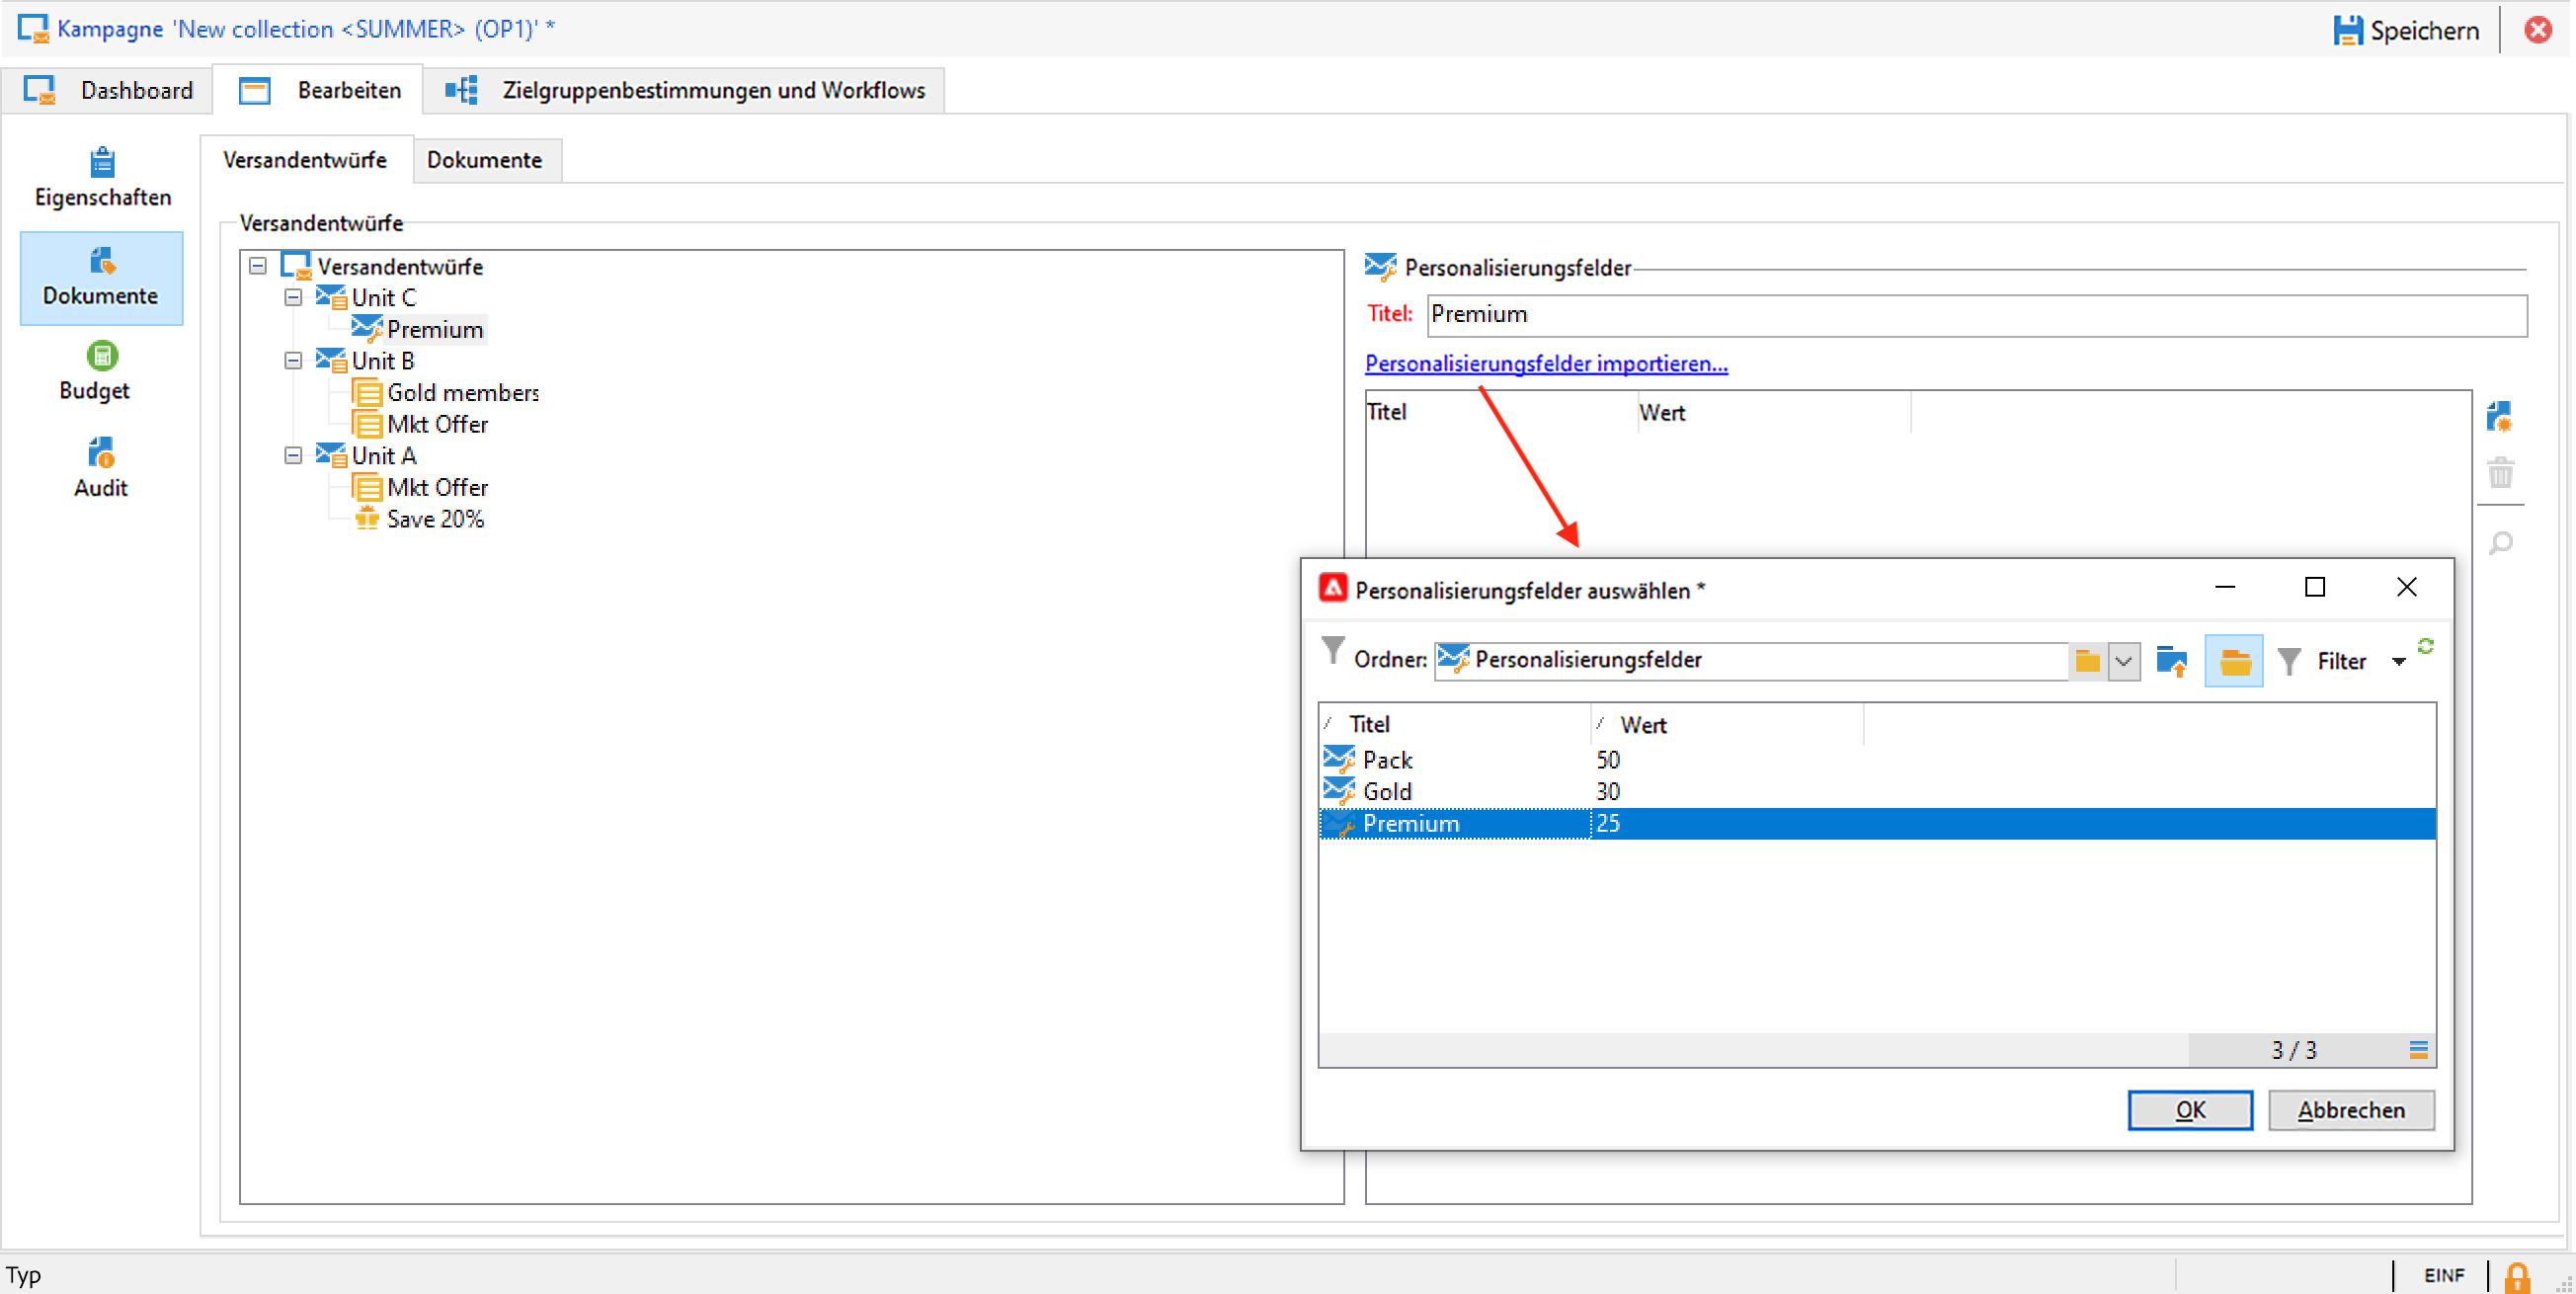 Kampagne 'New collection <SUMMER> (OP1)' *
Speichern
Dashboard
Bearbeiten
Zielgruppenbestimmungen und Workflows
Eigenschaften
Dokumente
Budget
Audit
Versandentwürfe
Dokumente
Versandentwürfe
Versandentwürfe
Unit C
Premium
Unit B
Gold members
Mkt Offer
Unit A
Mkt Offer
Save 20%
Personalisierungsfelder
Titel: Premium
Personalisierungsfelder importieren...
Titel Wert
Personalisierungsfelder auswählen *
Ordner: Personalisierungsfelder
Filter
Titel Wert
Pack 50
Gold 30
Premium 25
3 / 3
OK
Abbrechen
Typ
EINF